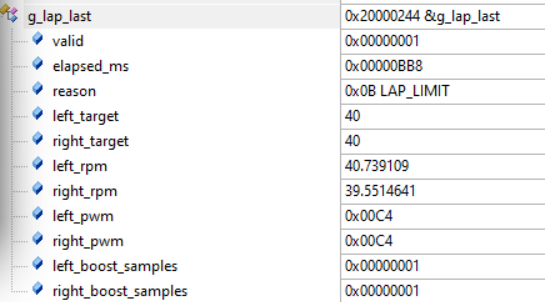 g_lap_last 0x20000244 &g_lap_last
valid 0x00000001
elapsed_ms 0x00000BB8
reason 0x0B LAP_LIMIT
left_target 40
right_target 40
left_rpm 40.739109
right_rpm 39.5514641
left_pwm 0x00C4
right_pwm 0x00C4
left_boost_samples 0x00000001
right_boost_samples 0x00000001